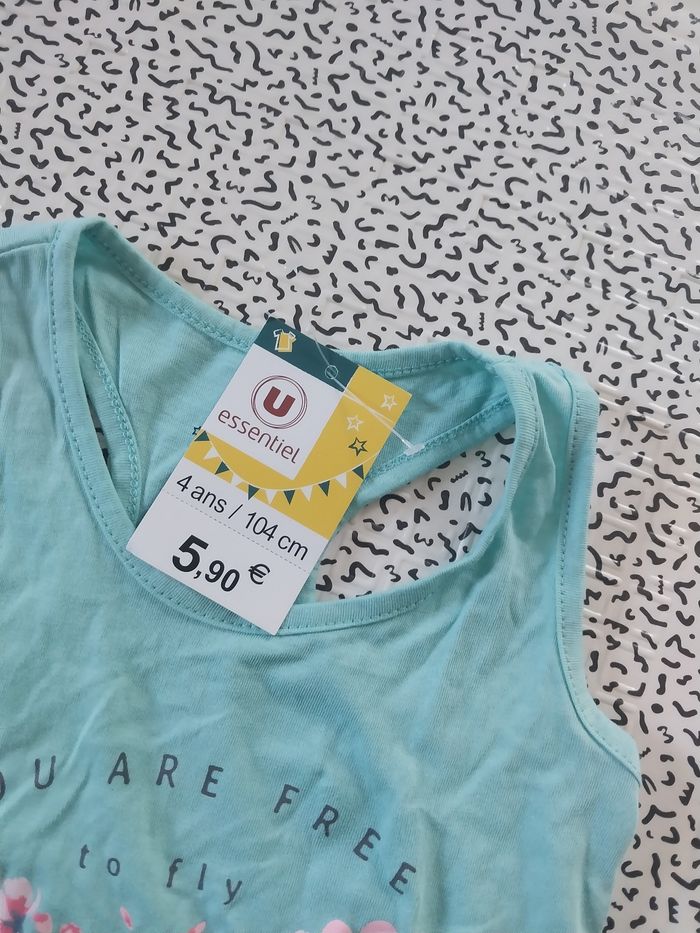 U
essentiel
4 ans / 104 cm
5,90 €
OU ARE FREE
to fly